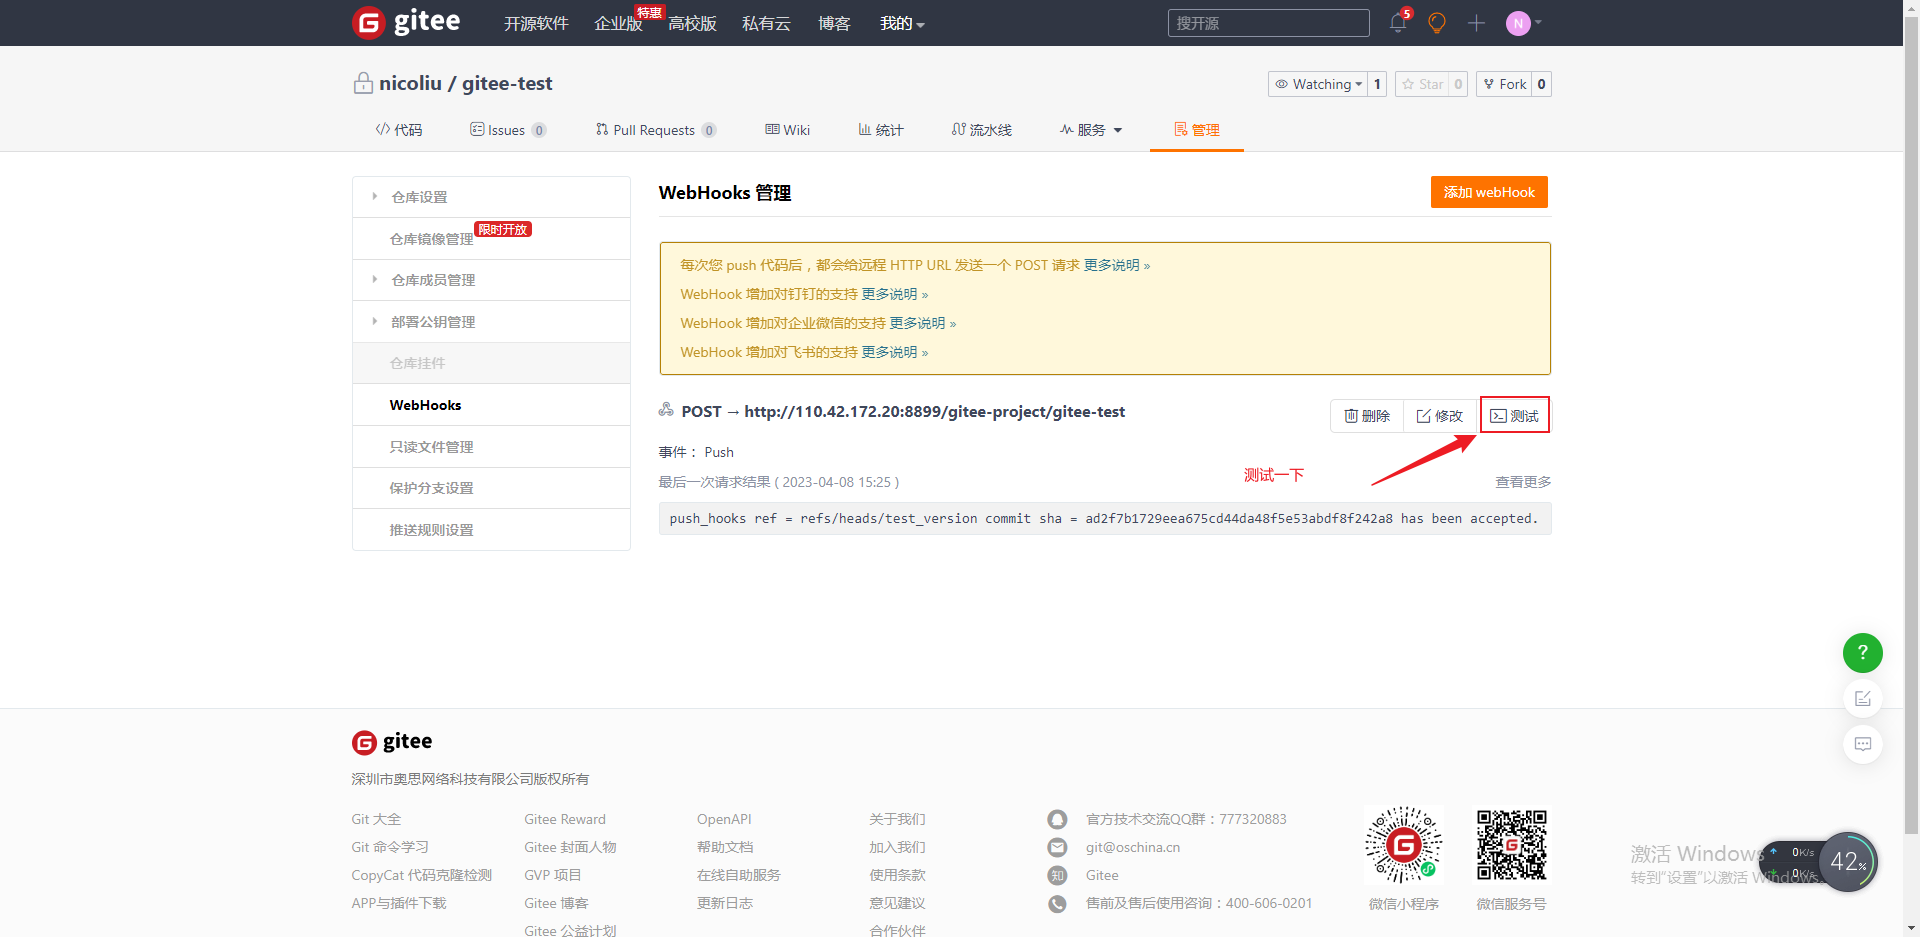 gitee
开源软件
企业版
特惠
高校版
私有云
博客
我的
搜开源
5
N
nicoliu / gitee-test
Watching
1
Star
0
Fork
0
代码
Issues 0
Pull Requests 0
Wiki
统计
流水线
服务
管理
仓库设置
仓库镜像管理
限时开放
仓库成员管理
部署公钥管理
仓库挂件
WebHooks
只读文件管理
保护分支设置
推送规则设置
WebHooks 管理
添加 webHook
每次您 push 代码后，都会给远程 HTTP URL 发送一个 POST 请求 更多说明 »
WebHook 增加对钉钉的支持 更多说明 »
WebHook 增加对企业微信的支持 更多说明 »
WebHook 增加对飞书的支持 更多说明 »
POST → http://110.42.172.20:8899/gitee-project/gitee-test
删除
修改
测试
事件： Push
测试一下
最后一次请求结果 ( 2023-04-08 15:25 )
查看更多
push_hooks ref = refs/heads/test_version commit sha = ad2f7b1729eea675cd44da48f5e53abdf8f242a8 has been accepted.
?
gitee
深圳市奥思网络科技有限公司版权所有
Git 大全
Git 命令学习
CopyCat 代码克隆检测
APP与插件下载
Gitee Reward
Gitee 封面人物
GVP 项目
Gitee 博客
Gitee 公益计划
OpenAPI
帮助文档
在线自助服务
更新日志
关于我们
加入我们
使用条款
意见建议
合作伙伴
官方技术交流QQ群：777320883
git@oschina.cn
知
Gitee
售前及售后使用咨询：400-606-0201
微信小程序
微信服务号
激活 Windows
转到“设置”以激活 Windows。
0K/s
0K/s
42%